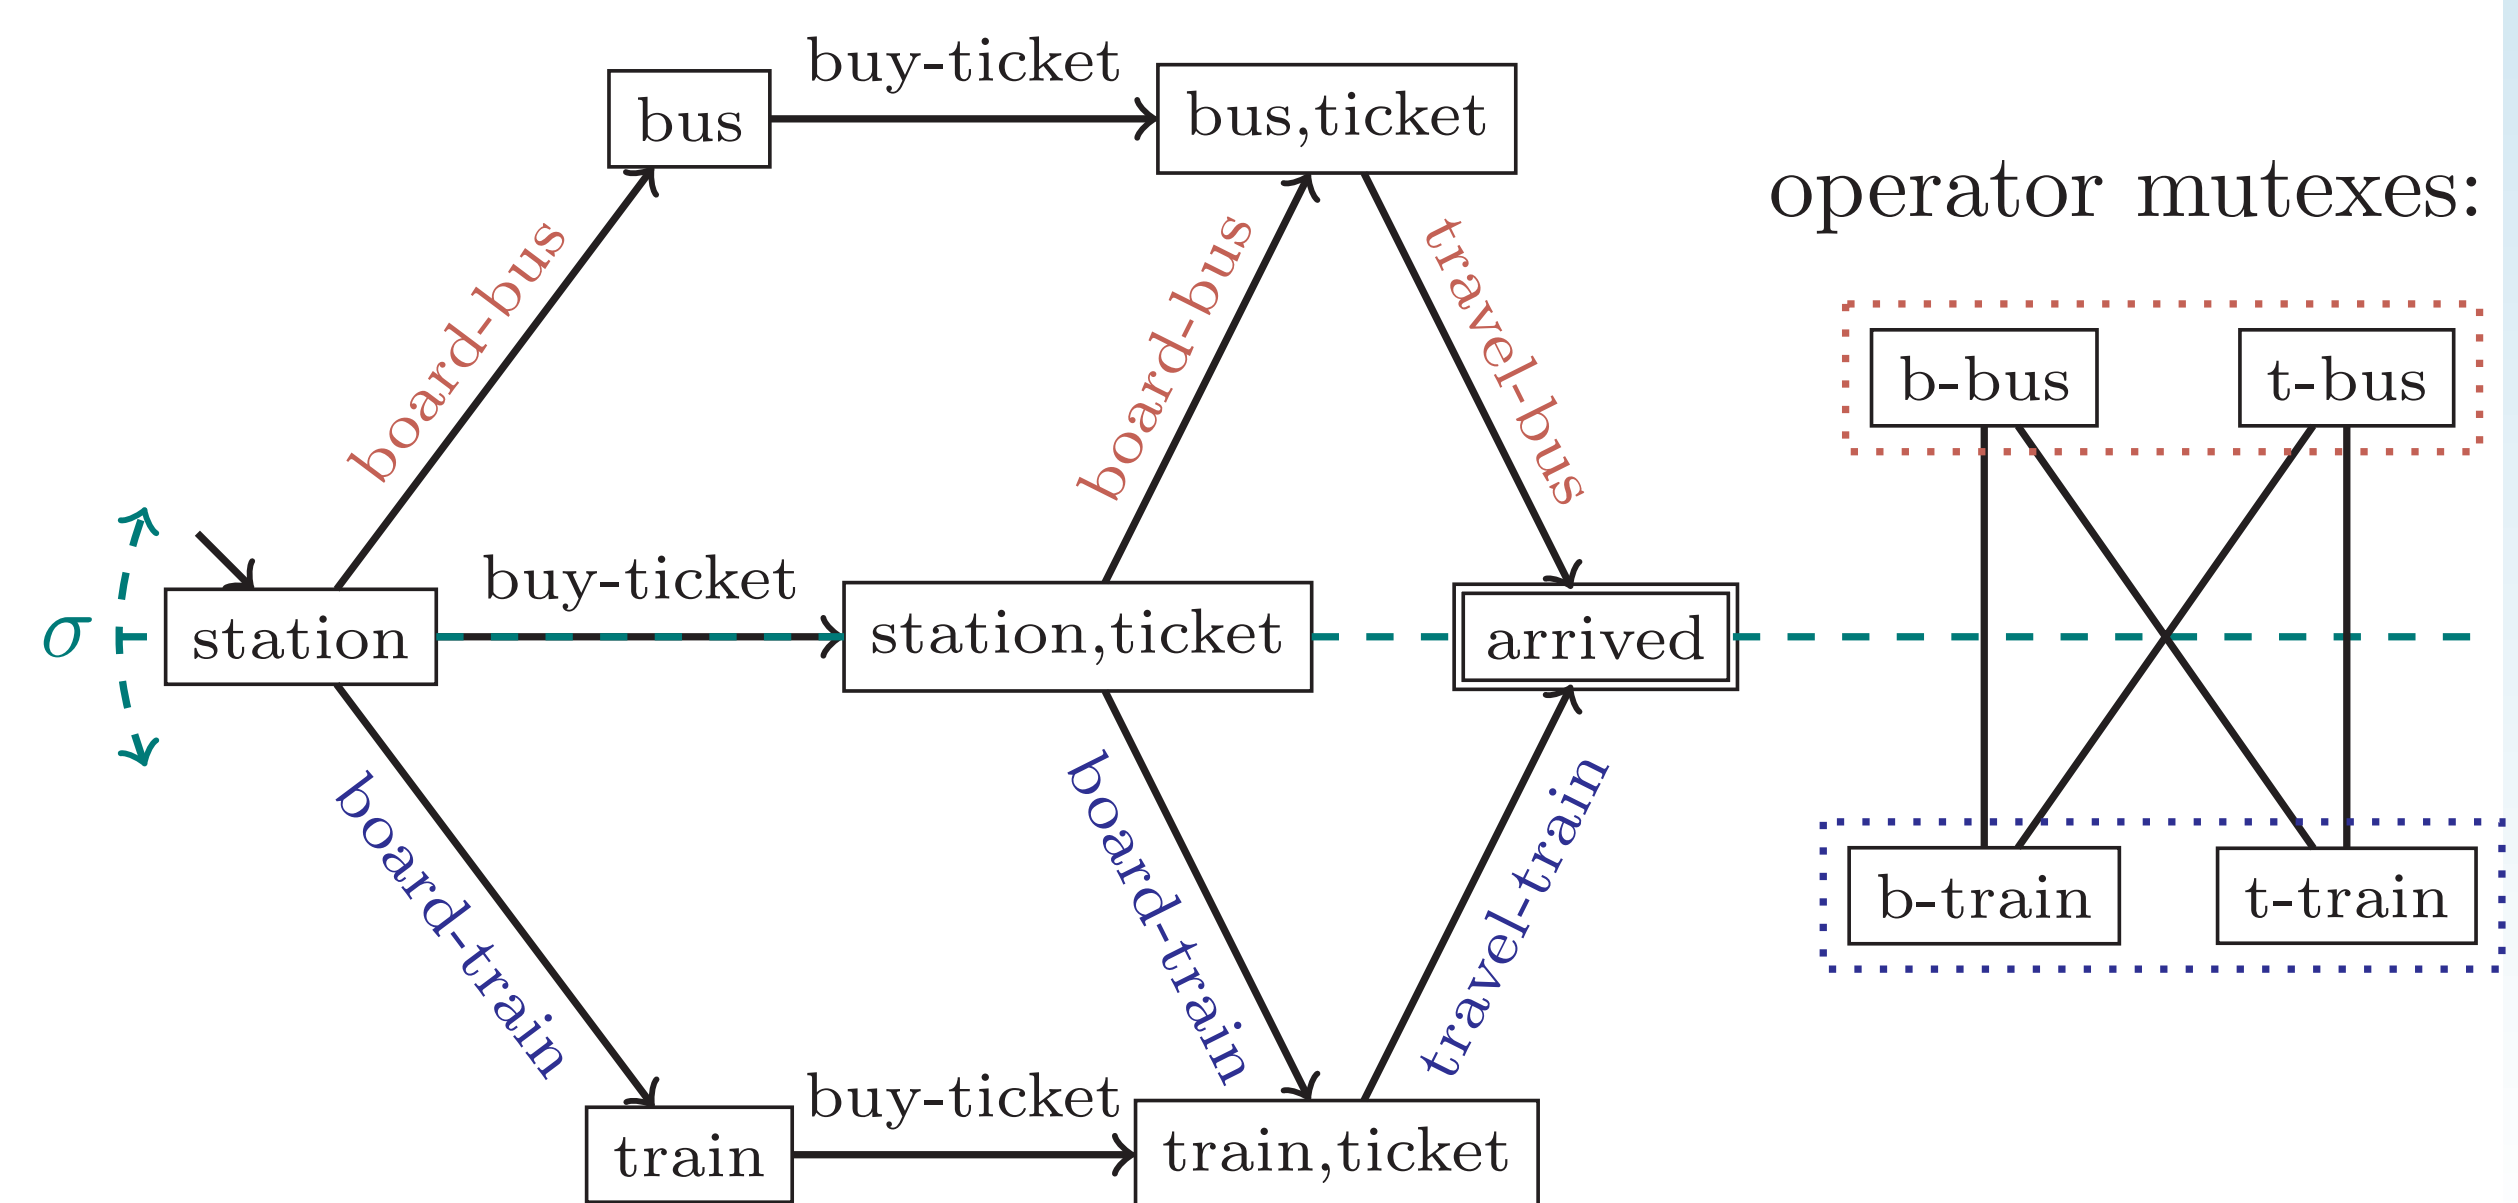 buy-ticket
bus
bus,ticket
operator mutexes:
board-bus
board-bus
travel-bus
b-bus
t-bus
buy-ticket
σ
station
station,ticket
arrived
board-train
board-train
travel-train
b-train
t-train
buy-ticket
train
train,ticket